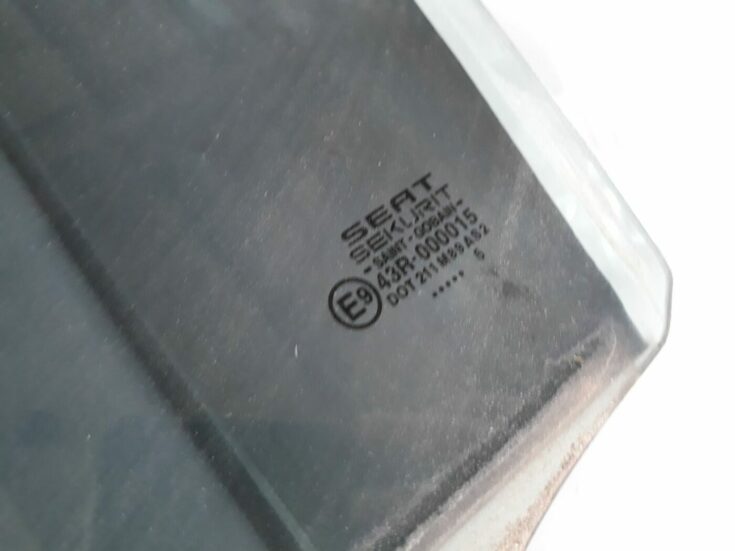 SEAT
SEKURIT
- SAINT - GOBAIN -
E9 43R-000015
DOT 211 M89 AS2
..... 6